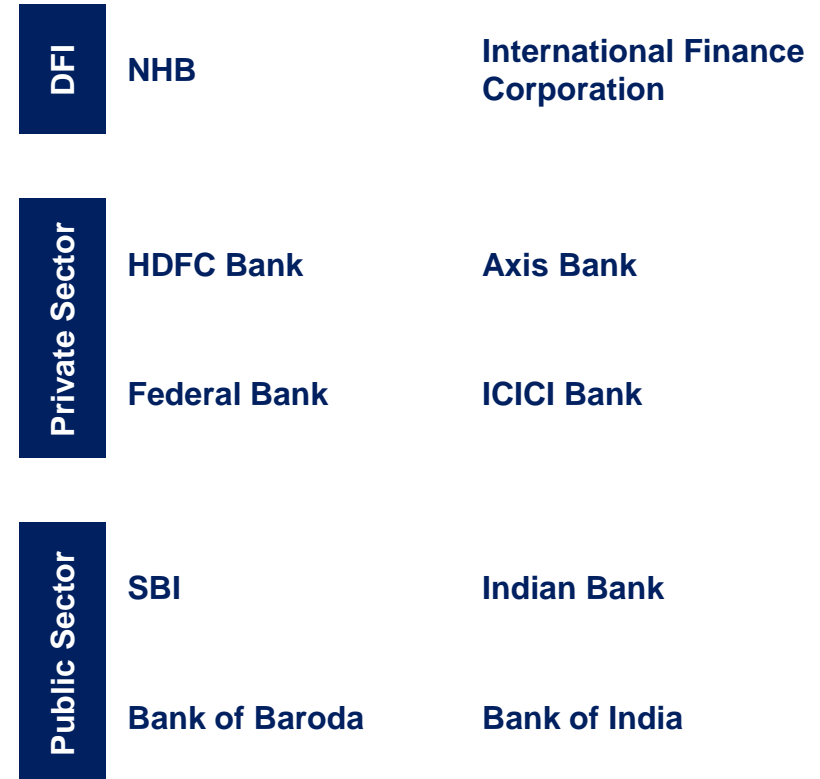 DFI
NHB
International Finance
Corporation
Private Sector
HDFC Bank
Axis Bank
Federal Bank
ICICI Bank
Public Sector
SBI
Indian Bank
Bank of Baroda
Bank of India